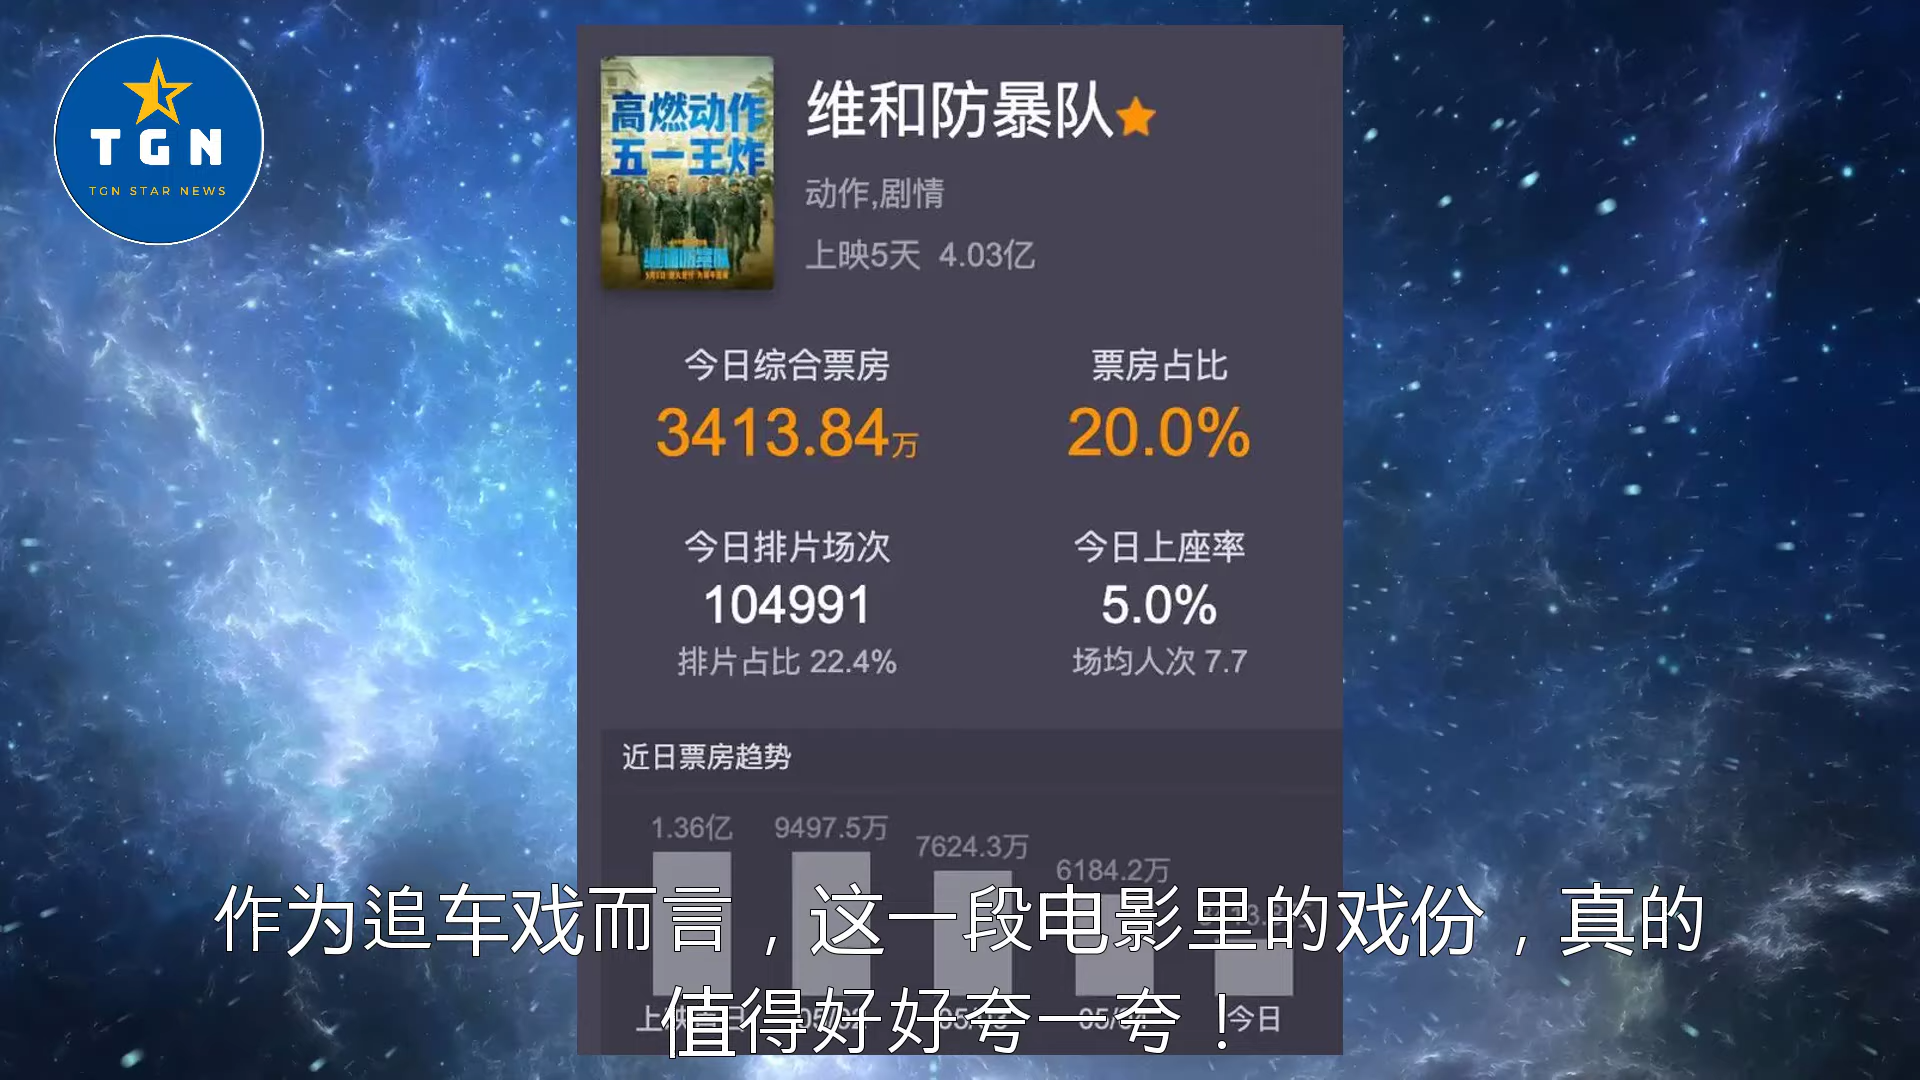 TGN
TGN STAR NEWS
高燃动作
五一王炸
维和防暴队
动作,剧情
上映5天 4.03亿
今日综合票房
3413.84万
票房占比
20.0%
今日排片场次
104991
排片占比 22.4%
今日上座率
5.0%
场均人次 7.7
近日票房趋势
1.36亿
9497.5万
7624.3万
6184.2万
今日
作为追车戏而言，这一段电影里的戏份，真的
值得好好夸一夸！